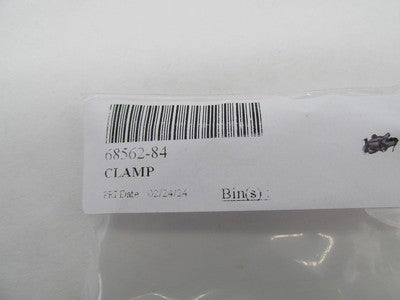 68562-84
CLAMP
PRT Date 02/24/24 Bin(s):